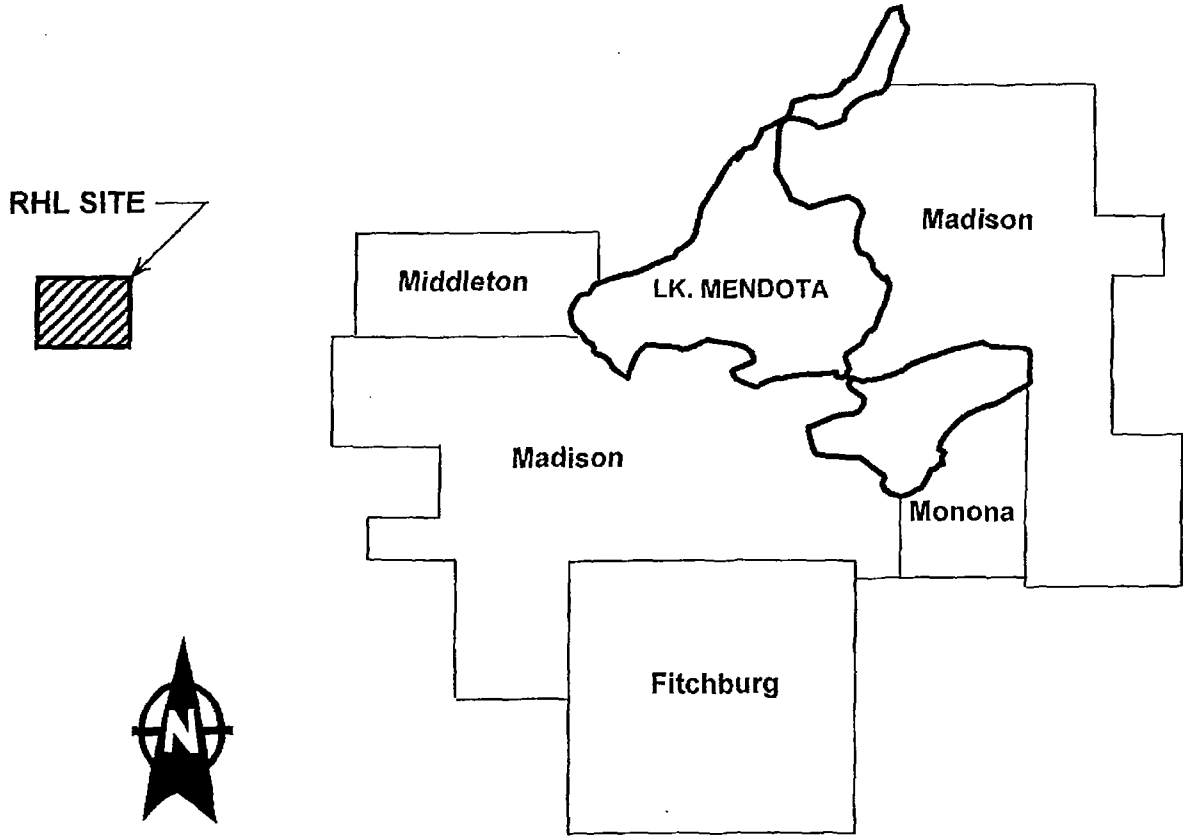 RHL SITE
Madison
Middleton
LK. MENDOTA
Madison
Monona
Fitchburg
N